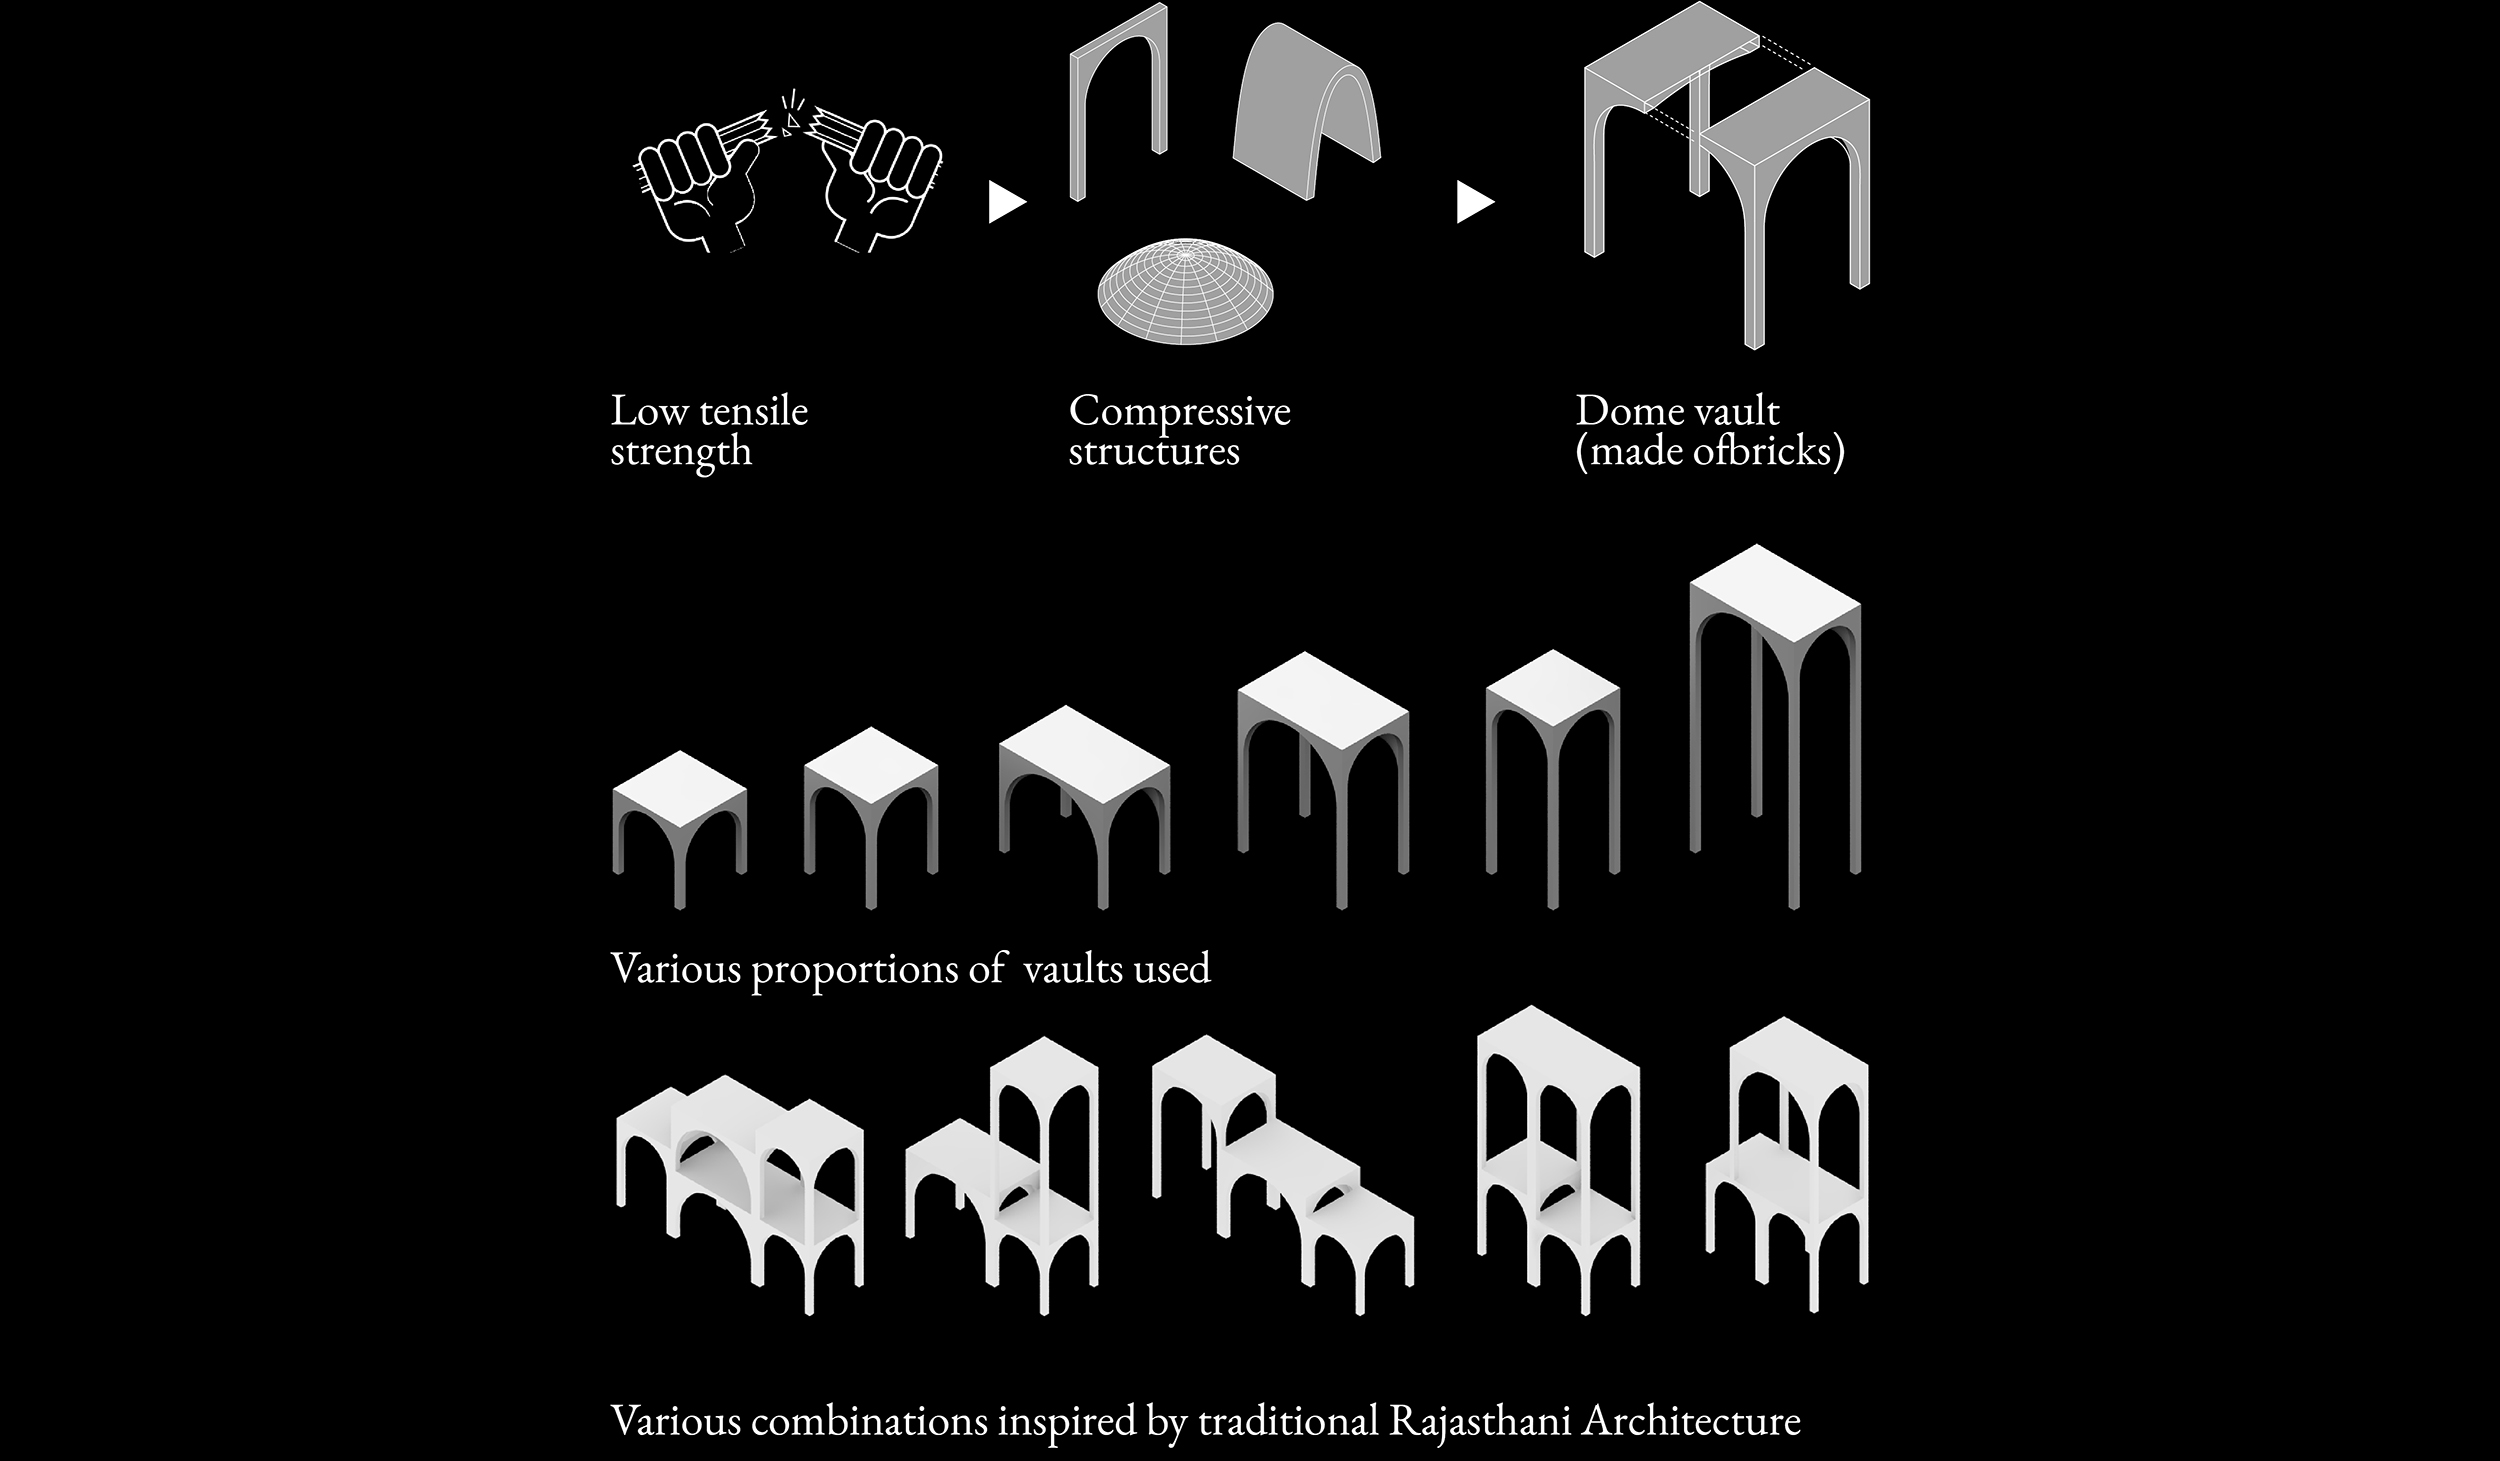 Low tensile
strength
Compressive
structures
Dome vault
(made ofbricks)
Various proportions of vaults used
Various combinations inspired by traditional Rajasthani Architecture